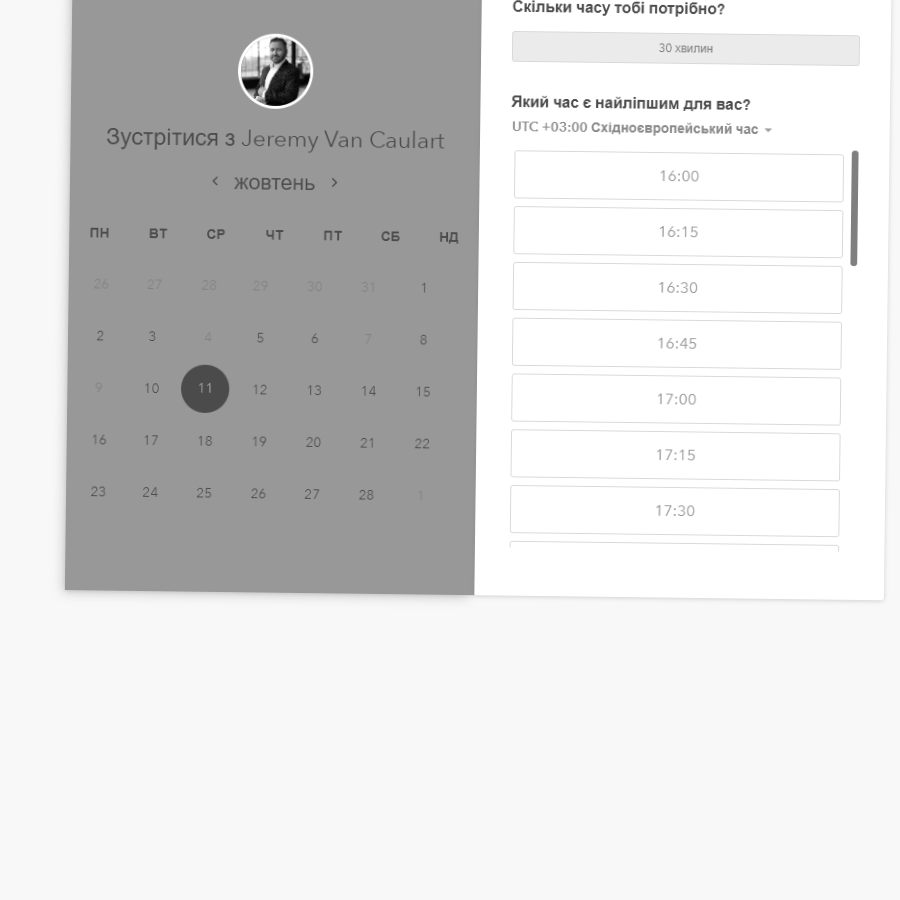 Зустрітися з Jeremy Van Caulart
жовтень
ПН ВТ СР ЧТ ПТ СБ НД
26 27 28 29 30 31 1
2 3 4 5 6 7 8
9 10 11 12 13 14 15
16 17 18 19 20 21 22
23 24 25 26 27 28 1
Скільки часу тобі потрібно?
30 хвилин
Який час є найліпшим для вас?
UTC +03:00 Східноєвропейський час
16:00
16:15
16:30
16:45
17:00
17:15
17:30